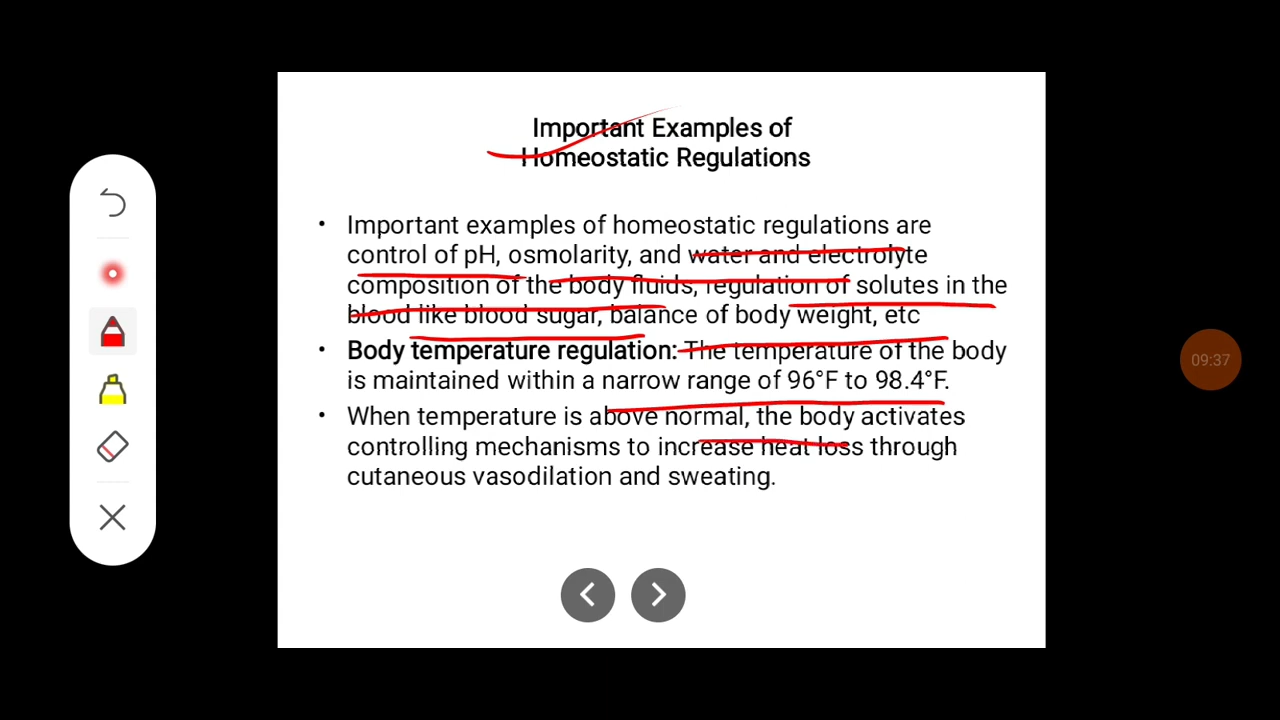 Important Examples of
Homeostatic Regulations
• Important examples of homeostatic regulations are
control of pH, osmolarity, and water and electrolyte
composition of the body fluids, regulation of solutes in the
blood like blood sugar, balance of body weight, etc
• Body temperature regulation: The temperature of the body
is maintained within a narrow range of 96°F to 98.4°F.
• When temperature is above normal, the body activates
controlling mechanisms to increase heat loss through
cutaneous vasodilation and sweating.
09:37